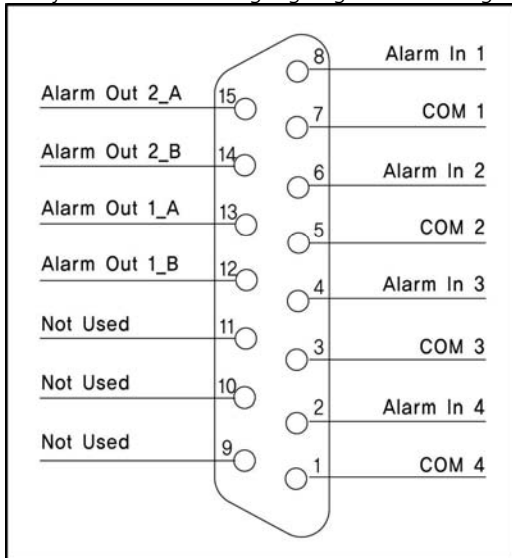 8 Alarm In 1
Alarm Out 2_A 15
7 COM 1
Alarm Out 2_B 14
6 Alarm In 2
Alarm Out 1_A 13
5 COM 2
Alarm Out 1_B 12
4 Alarm In 3
Not Used 11
3 COM 3
Not Used 10
2 Alarm In 4
Not Used 9
1 COM 4